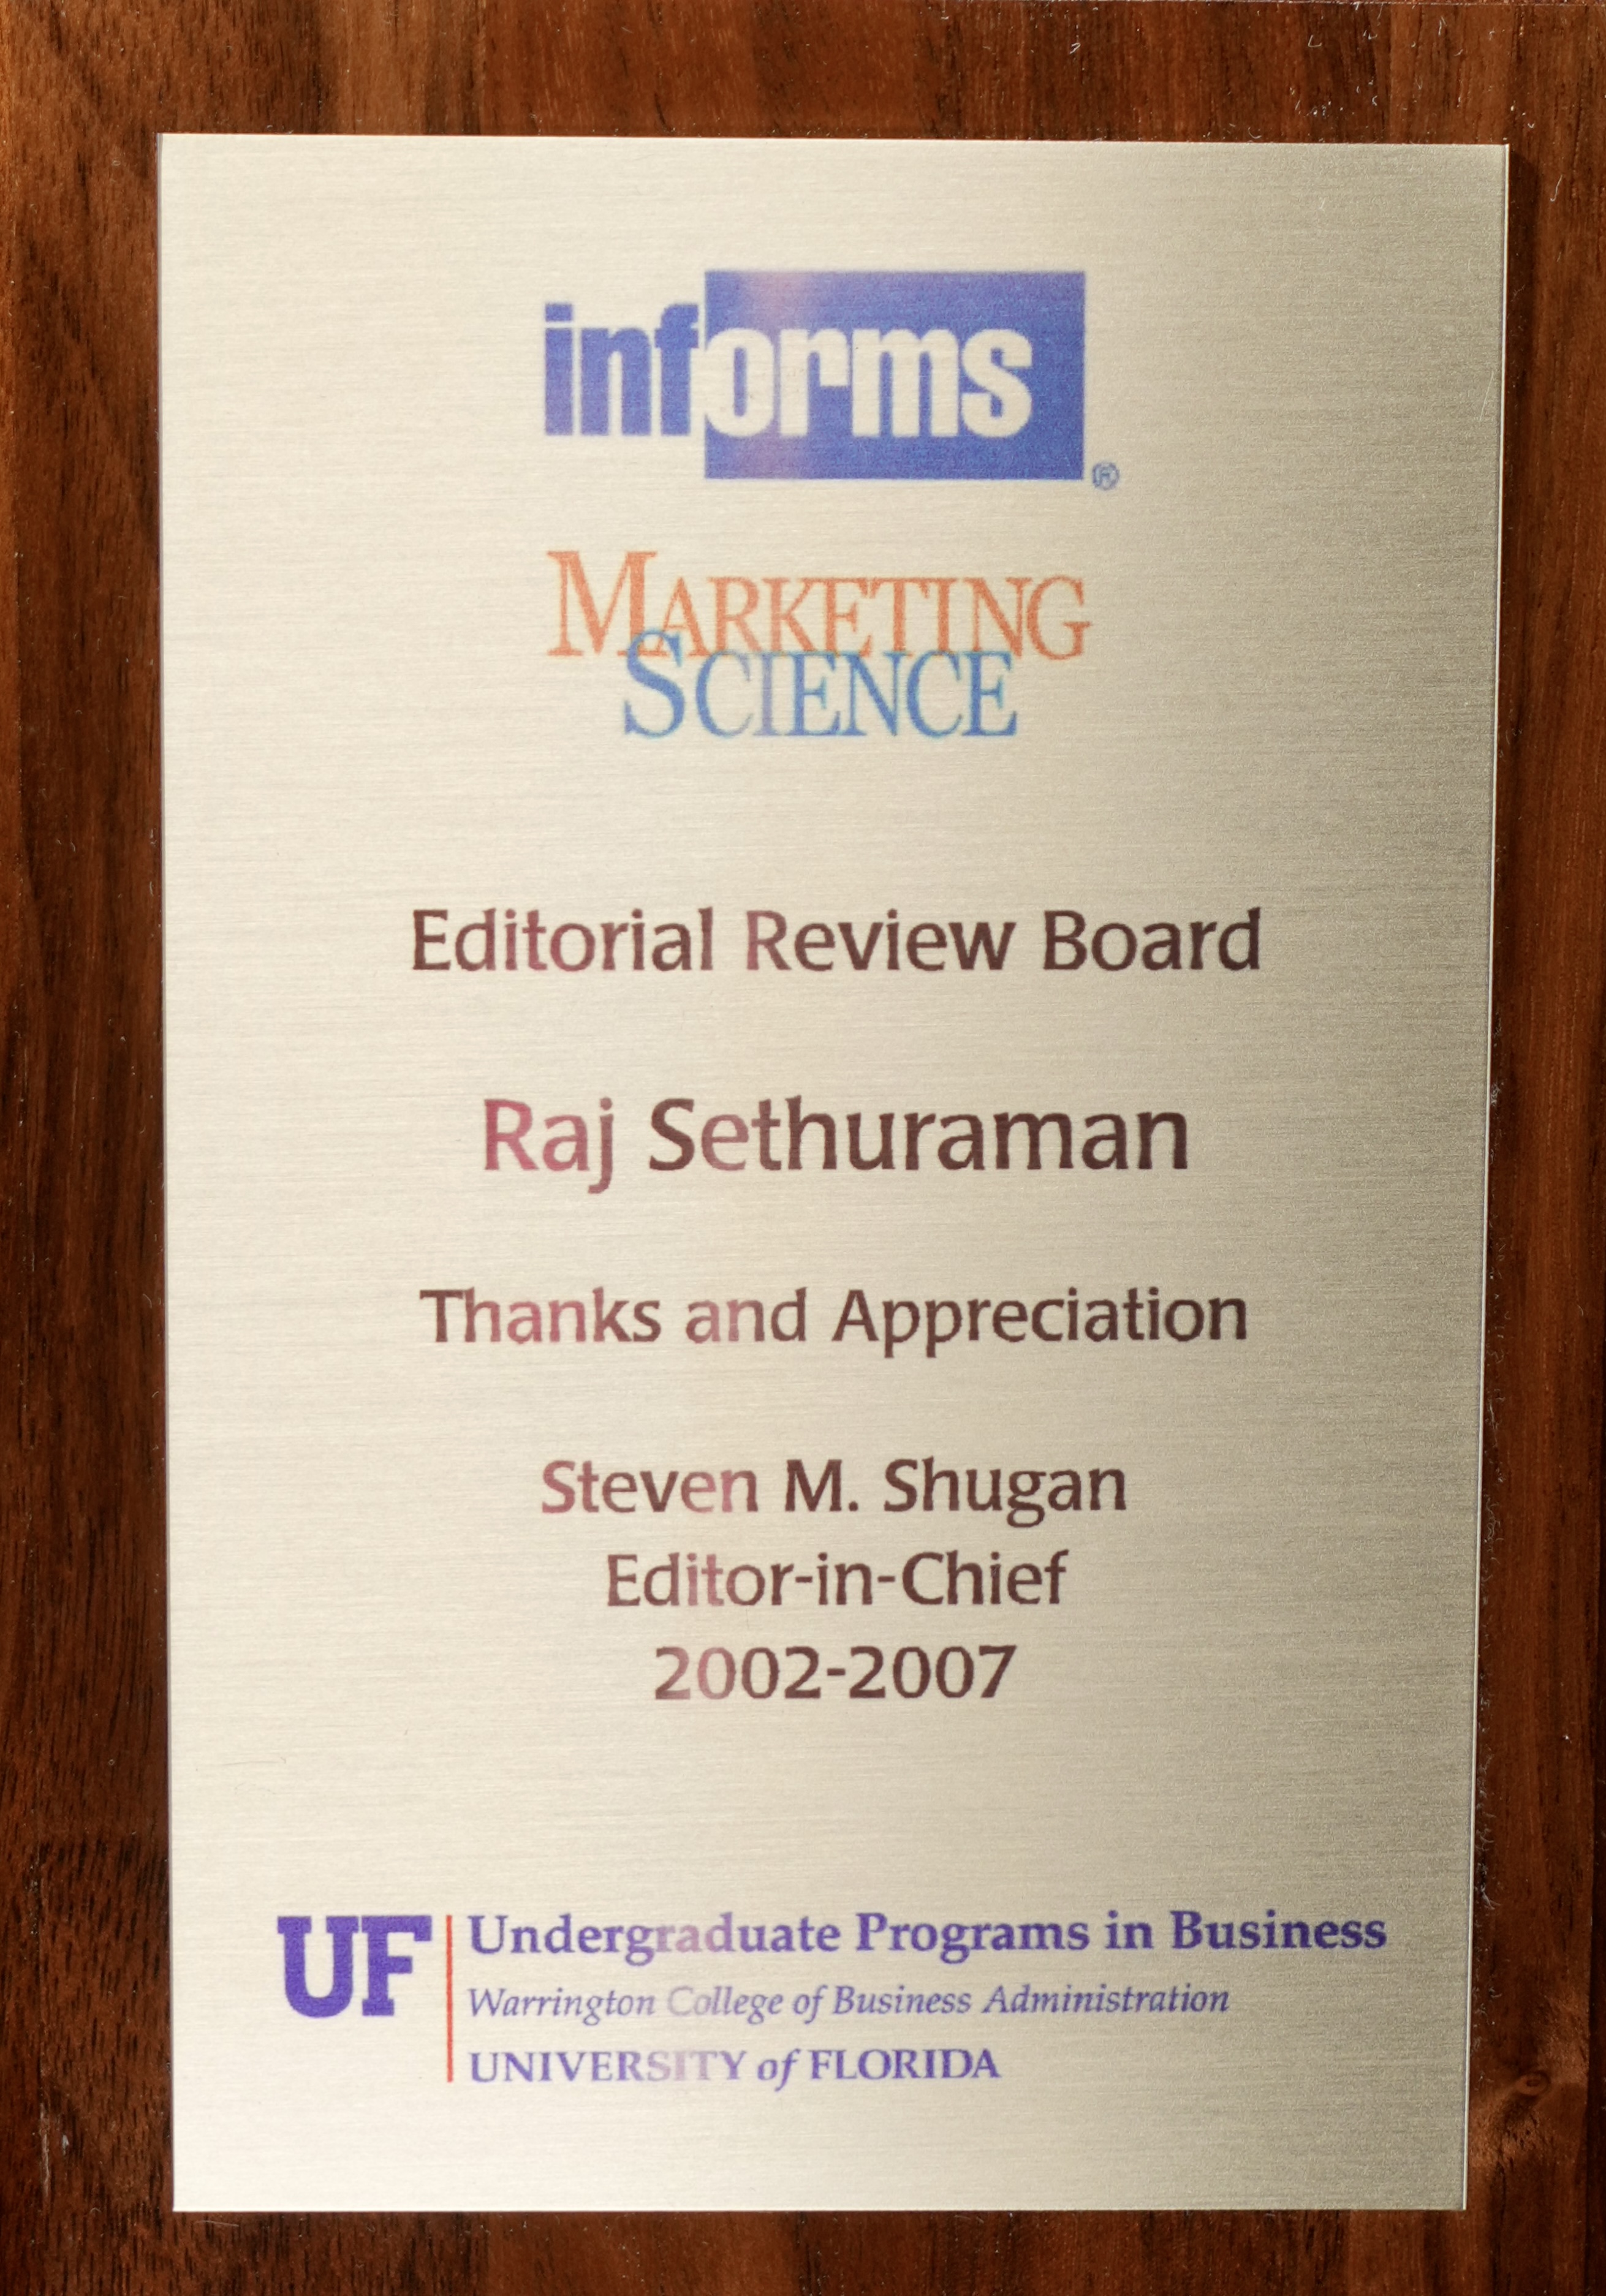 informs®
MARKETING
SCIENCE
Editorial Review Board
Raj Sethuraman
Thanks and Appreciation
Steven M. Shugan
Editor-in-Chief
2002-2007
UF
Undergraduate Programs in Business
Warrington College of Business Administration
UNIVERSITY of FLORIDA